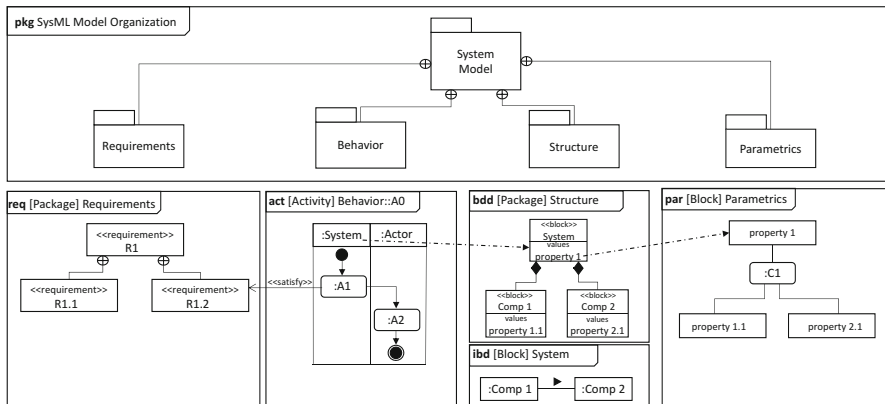 pkg SysML Model Organization
System
Model
Requirements
Behavior
Structure
Parametrics
req [Package] Requirements
<<requirement>>
R1
<<requirement>>
R1.1
<<requirement>>
R1.2
act [Activity] Behavior::A0
:System
:Actor
<<satisfy>>
:A1
:A2
bdd [Package] Structure
<<block>>
System
values
property 1
<<block>>
Comp 1
values
property 1.1
<<block>>
Comp 2
values
property 2.1
ibd [Block] System
:Comp 1
:Comp 2
par [Block] Parametrics
property 1
:C1
property 1.1
property 2.1